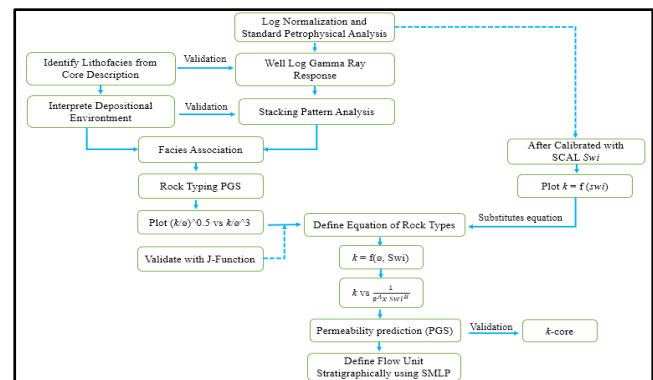 Log Normalization and
Standard Petrophysical Analysis
Identify Lithofacies from
Core Description
Validation
Well Log Gamma Ray
Response
Interprete Depositional
Environtment
Validation
Stacking Pattern Analysis
Facies Association
After Calibrated with
SCAL Swi
Rock Typing PGS
Plot k = f (swi)
Plot (k/ø)^0.5 vs k/ø^3
Define Equation of Rock Types
Substitutes equation
Validate with J-Function
k = f(ø, Swi)
k vs 1/(ø^A x Swi^B)
Permeability prediction (PGS)
Validation
k-core
Define Flow Unit
Stratigraphically using SMLP